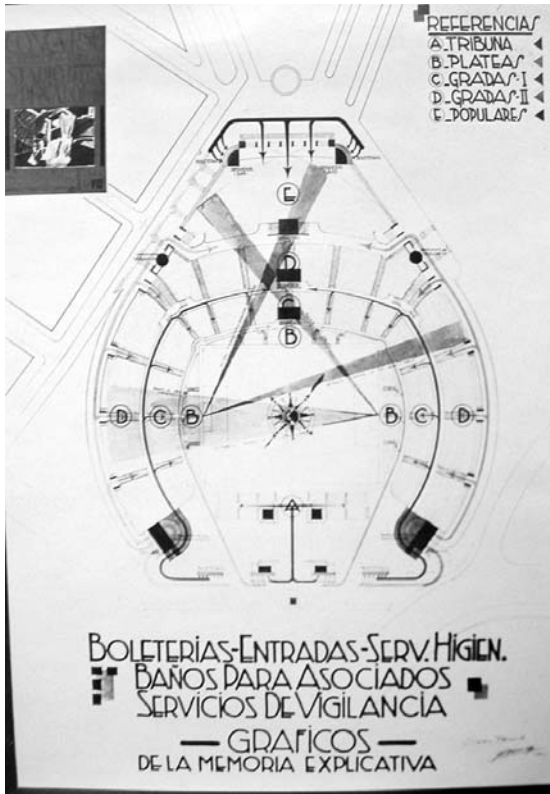 REFERENCIAS
A_TRIBUNA
B_PLATEAS
C_GRADAS-I
D_GRADAS-II
E_POPULARES
E
D
C
B
D C B
B C D
A
BOLETERIAS-ENTRADAS-SERV. HIGIEN.
BAÑOS PARA ASOCIADOS
SERVICIOS DE VIGILANCIA
GRAFICOS
DE LA MEMORIA EXPLICATIVA